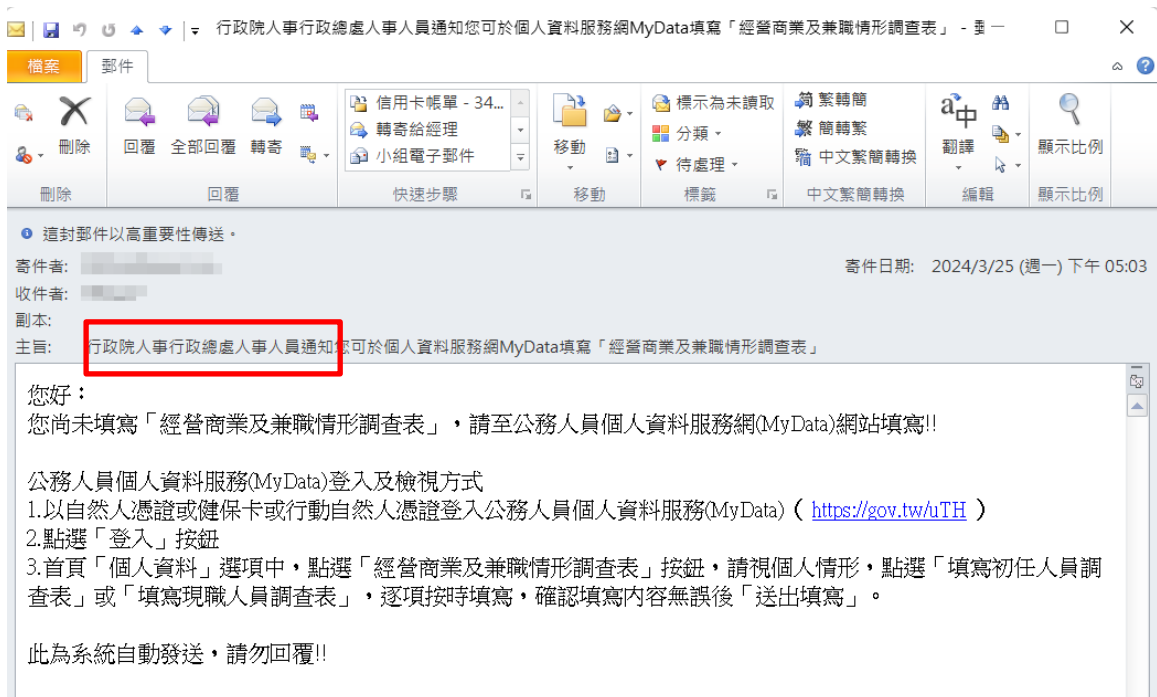 行政院人事行政總處人事人員通知您可於個人資料服務網MyData填寫「經營商業及兼職情形調查表」 - 郵
檔案 郵件
刪除 回覆 全部回覆 轉寄
信用卡帳單 - 34...
轉寄給經理
小組電子郵件
移動
標示為未讀取
分類
待處理
簡 繁轉簡
繁 簡轉繁
中文繁簡轉換
翻譯
顯示比例
刪除 回覆 快速步驟 移動 標籤 中文繁簡轉換 編輯 顯示比例
這封郵件以高重要性傳送。
寄件者: 寄件日期: 2024/3/25 (週一) 下午 05:03
收件者:
副本:
主旨: 行政院人事行政總處人事人員通知您可於個人資料服務網MyData填寫「經營商業及兼職情形調查表」
您好：
您尚未填寫「經營商業及兼職情形調查表」，請至公務人員個人資料服務網(MyData)網站填寫!!
公務人員個人資料服務(MyData)登入及檢視方式
1.以自然人憑證或健保卡或行動自然人憑證登入公務人員個人資料服務(MyData)（ https://gov.tw/uTH ）
2.點選「登入」按鈕
3.首頁「個人資料」選項中，點選「經營商業及兼職情形調查表」按鈕，請視個人情形，點選「填寫初任人員調
查表」或「填寫現職人員調查表」，逐項按時填寫，確認填寫內容無誤後「送出填寫」。
此為系統自動發送，請勿回覆!!